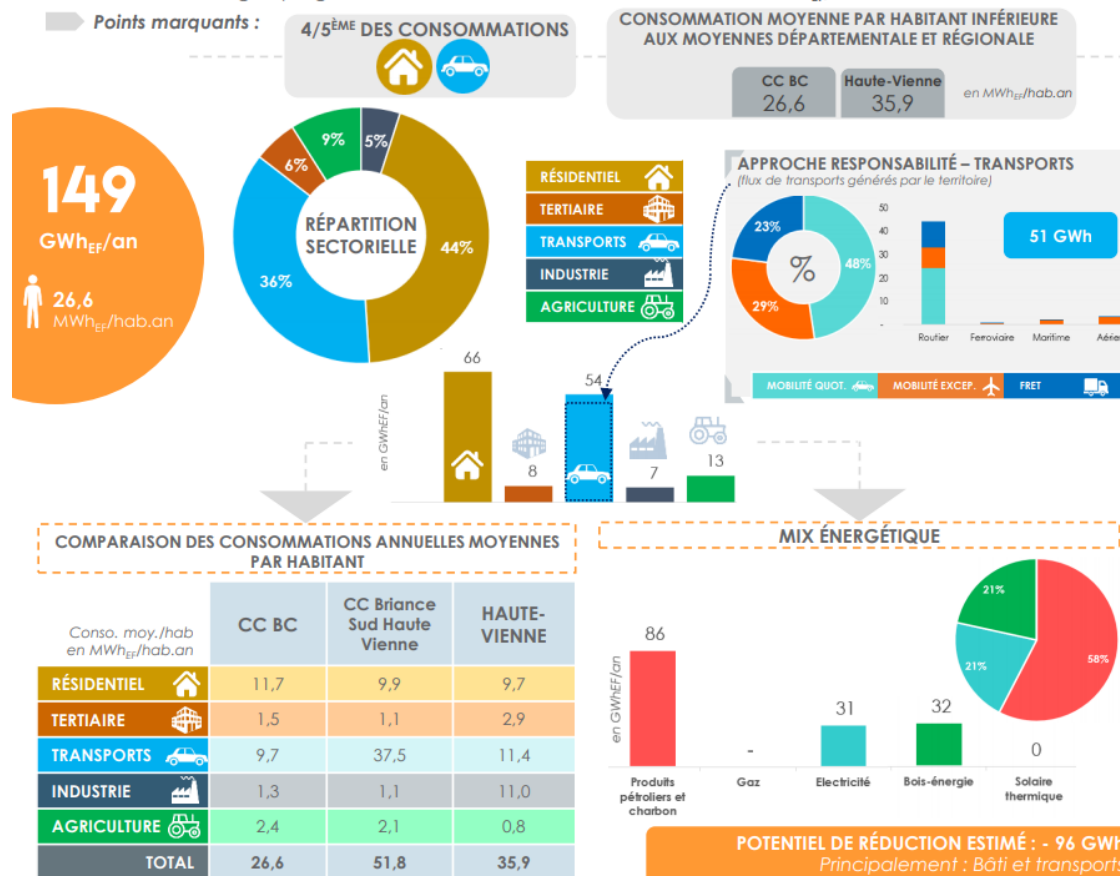 Points marquants :
4/5ÈME DES CONSOMMATIONS
CONSOMMATION MOYENNE PAR HABITANT INFÉRIEURE
AUX MOYENNES DÉPARTEMENTALE ET RÉGIONALE
CC BC
26,6
Haute-Vienne
35,9
en MWhEF/hab.an
149
GWhEF/an
26,6
MWhEF/hab.an
RÉPARTITION
SECTORIELLE
5%
44%
36%
6%
9%
RÉSIDENTIEL
TERTIAIRE
TRANSPORTS
INDUSTRIE
AGRICULTURE
APPROCHE RESPONSABILITÉ – TRANSPORTS
(flux de transports générés par le territoire)
23%
48%
29%
%
50
40
30
20
10
-
51 GWh
Routier
Ferroviaire
Maritime
Aérien
MOBILITÉ QUOT.
MOBILITÉ EXCEP.
FRET
en GWhEF/an
66
8
54
7
13
COMPARAISON DES CONSOMMATIONS ANNUELLES MOYENNES
PAR HABITANT
Conso. moy./hab
en MWhEF/hab.an
CC BC
CC Briance
Sud Haute
Vienne
HAUTE-
VIENNE
RÉSIDENTIEL 11,7 9,9 9,7
TERTIAIRE 1,5 1,1 2,9
TRANSPORTS 9,7 37,5 11,4
INDUSTRIE 1,3 1,1 11,0
AGRICULTURE 2,4 2,1 0,8
TOTAL 26,6 51,8 35,9
MIX ÉNERGÉTIQUE
21%
21%
58%
en GWhEF/an
86
-
31
32
0
Produits
pétroliers et
charbon
Gaz
Electricité
Bois-énergie
Solaire
thermique
POTENTIEL DE RÉDUCTION ESTIMÉ : - 96 GWh
Principalement : Bâti et transports